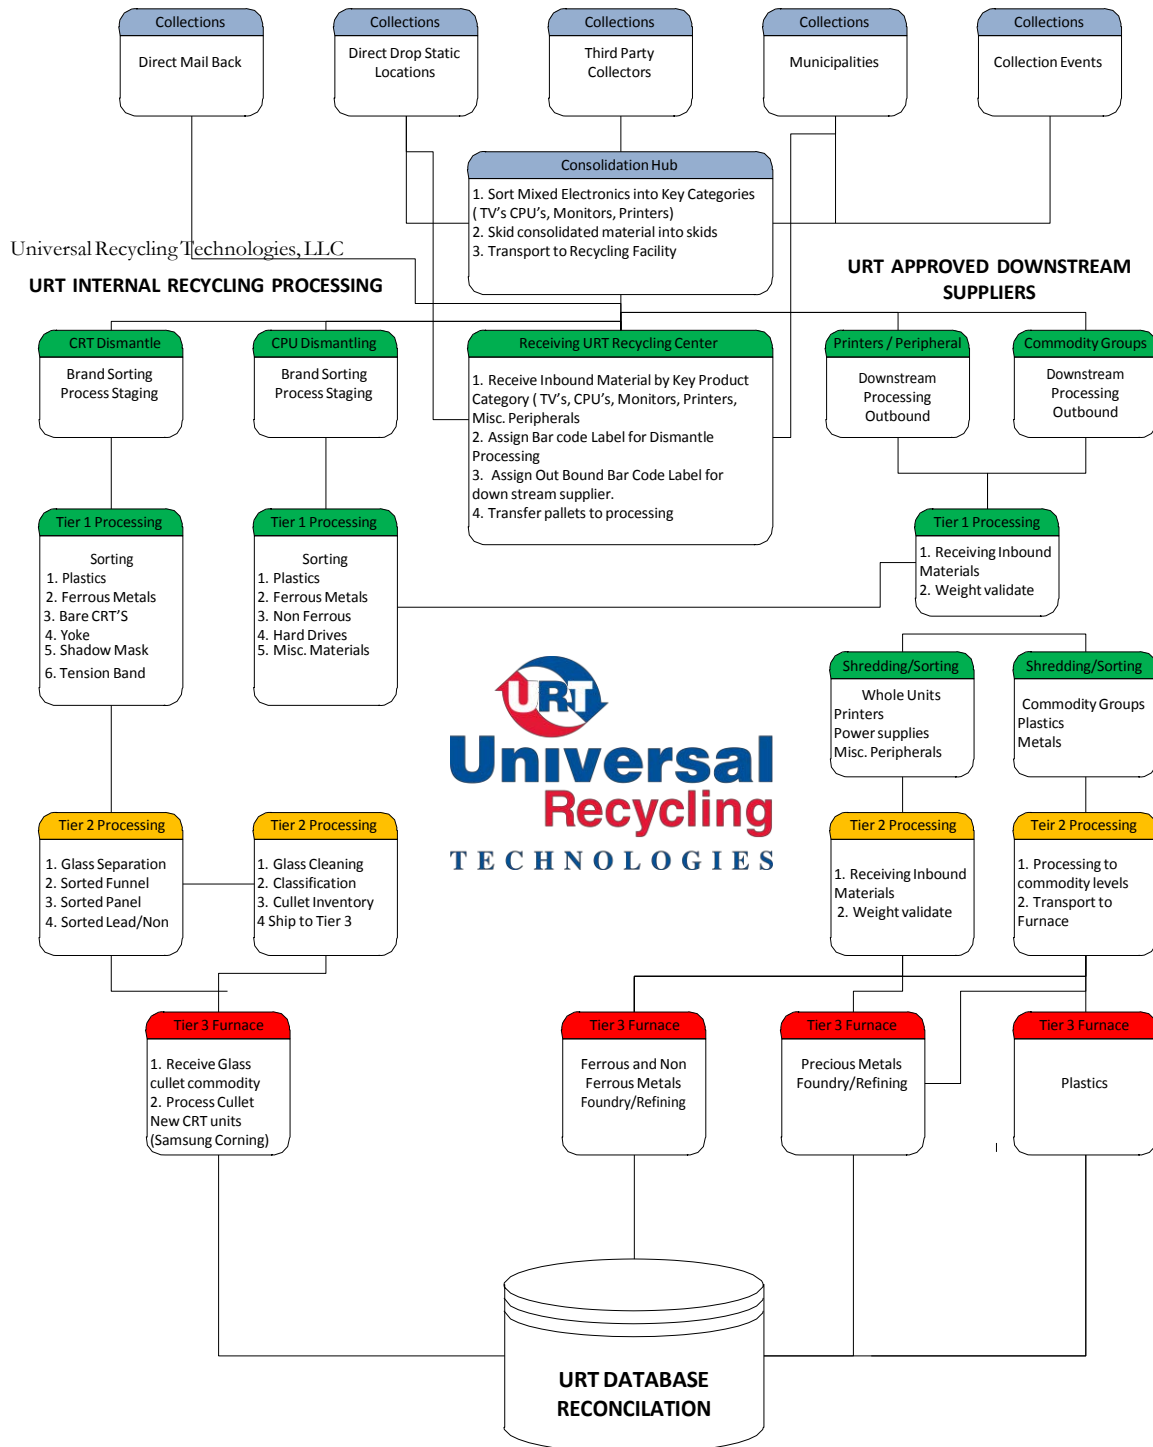 Collections
Direct Mail Back
Collections
Direct Drop Static
Locations
Collections
Third Party
Collectors
Collections
Municipalities
Collections
Collection Events
Consolidation Hub
1. Sort Mixed Electronics into Key Categories
( TV's CPU's, Monitors, Printers)
2. Skid consolidated material into skids
3. Transport to Recycling Facility
Universal Recycling Technologies, LLC
URT INTERNAL RECYCLING PROCESSING
URT APPROVED DOWNSTREAM
SUPPLIERS
CRT Dismantle
Brand Sorting
Process Staging
CPU Dismantling
Brand Sorting
Process Staging
Receiving URT Recycling Center
1. Receive Inbound Material by Key Product
Category ( TV's, CPU's, Monitors, Printers,
Misc. Peripherals
2. Assign Bar code Label for Dismantle
Processing
3. Assign Out Bound Bar Code Label for
down stream supplier.
4. Transfer pallets to processing
Printers / Peripheral
Downstream
Processing
Outbound
Commodity Groups
Downstream
Processing
Outbound
Tier 1 Processing
Sorting
1. Plastics
2. Ferrous Metals
3. Bare CRT'S
4. Yoke
5. Shadow Mask
6. Tension Band
Tier 1 Processing
Sorting
1. Plastics
2. Ferrous Metals
3. Non Ferrous
4. Hard Drives
5. Misc. Materials
Tier 1 Processing
1. Receiving Inbound
Materials
2. Weight validate
Shredding/Sorting
Whole Units
Printers
Power supplies
Misc. Peripherals
Shredding/Sorting
Commodity Groups
Plastics
Metals
URT
Universal
Recycling
TECHNOLOGIES
Tier 2 Processing
1. Glass Separation
2. Sorted Funnel
3. Sorted Panel
4. Sorted Lead/Non
Tier 2 Processing
1. Glass Cleaning
2. Classification
3. Cullet Inventory
4 Ship to Tier 3
Tier 2 Processing
1. Receiving Inbound
Materials
2. Weight validate
Teir 2 Processing
1. Processing to
commodity levels
2. Transport to
Furnace
Tier 3 Furnace
1. Receive Glass
cullet commodity
2. Process Cullet
New CRT units
(Samsung Corning)
Tier 3 Furnace
Ferrous and Non
Ferrous Metals
Foundry/Refining
Tier 3 Furnace
Precious Metals
Foundry/Refining
Tier 3 Furnace
Plastics
URT DATABASE
RECONCILATION